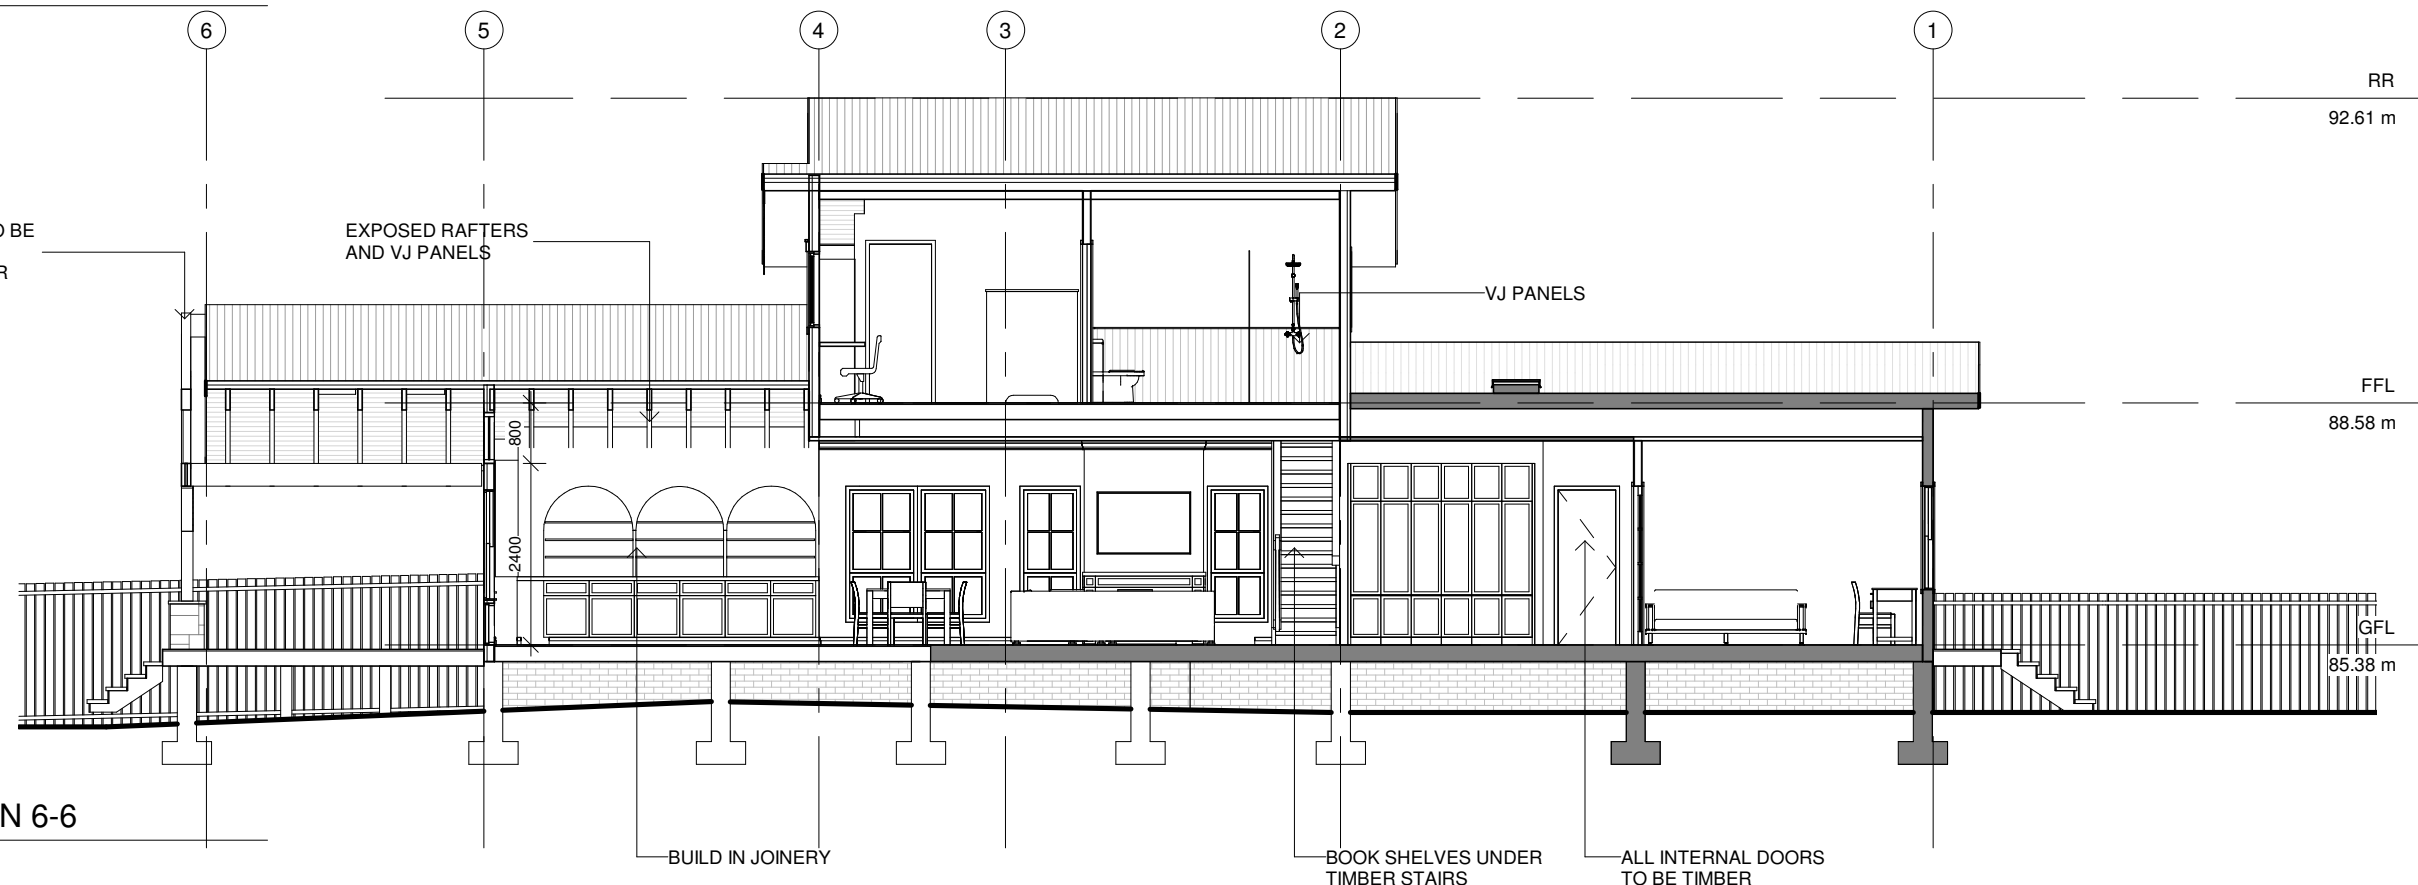 6
5
4
3
2
1
RR
92.61 m
D BE
R
EXPOSED RAFTERS
AND VJ PANELS
VJ PANELS
FFL
88.58 m
800
2400
GFL
85.38 m
N 6-6
BUILD IN JOINERY
BOOK SHELVES UNDER
TIMBER STAIRS
ALL INTERNAL DOORS
TO BE TIMBER